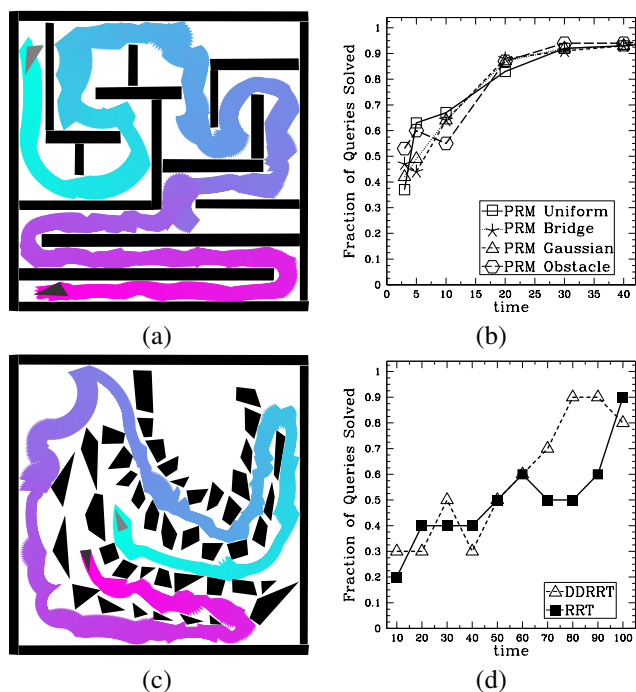 1
0.9
0.8
0.7
0.6
0.5
0.4
0.3
0.2
0.1
0
Fraction of Queries Solved
PRM Uniform
PRM Bridge
PRM Gaussian
PRM Obstacle
0 5 10 15 20 25 30 35 40
time
(a)
(b)
1
0.9
0.8
0.7
0.6
0.5
0.4
0.3
0.2
0.1
0
Fraction of Queries Solved
DDRRT
RRT
10 20 30 40 50 60 70 80 90 100
time
(c)
(d)